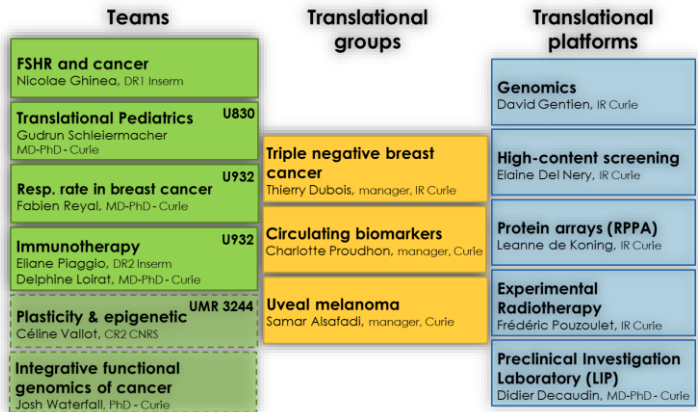 Teams
FSHR and cancer
Nicolae Ghinea, DR1 Inserm
Translational Pediatrics U830
Gudrun Schleiermacher
MD-PhD - Curie
Resp. rate in breast cancer U932
Fabien Reyal, MD-PhD - Curie
Immunotherapy U932
Eliane Piaggio, DR2 Inserm
Delphine Loirat, MD-PhD - Curie
Plasticity & epigenetic UMR 3244
Céline Vallot, CR2 CNRS
Integrative functional
genomics of cancer
Josh Waterfall, PhD - Curie
Translational
groups
Triple negative breast
cancer
Thierry Dubois, manager, IR Curie
Circulating biomarkers
Charlotte Proudhon, manager, Curie
Uveal melanoma
Samar Alsafadi, manager, Curie
Translational
platforms
Genomics
David Gentien, IR Curie
High-content screening
Elaine Del Nery, IR Curie
Protein arrays (RPPA)
Leanne de Koning, IR Curie
Experimental
Radiotherapy
Frédéric Pouzoulet, IR Curie
Preclinical Investigation
Laboratory (LIP)
Didier Decaudin, MD-PhD - Curie